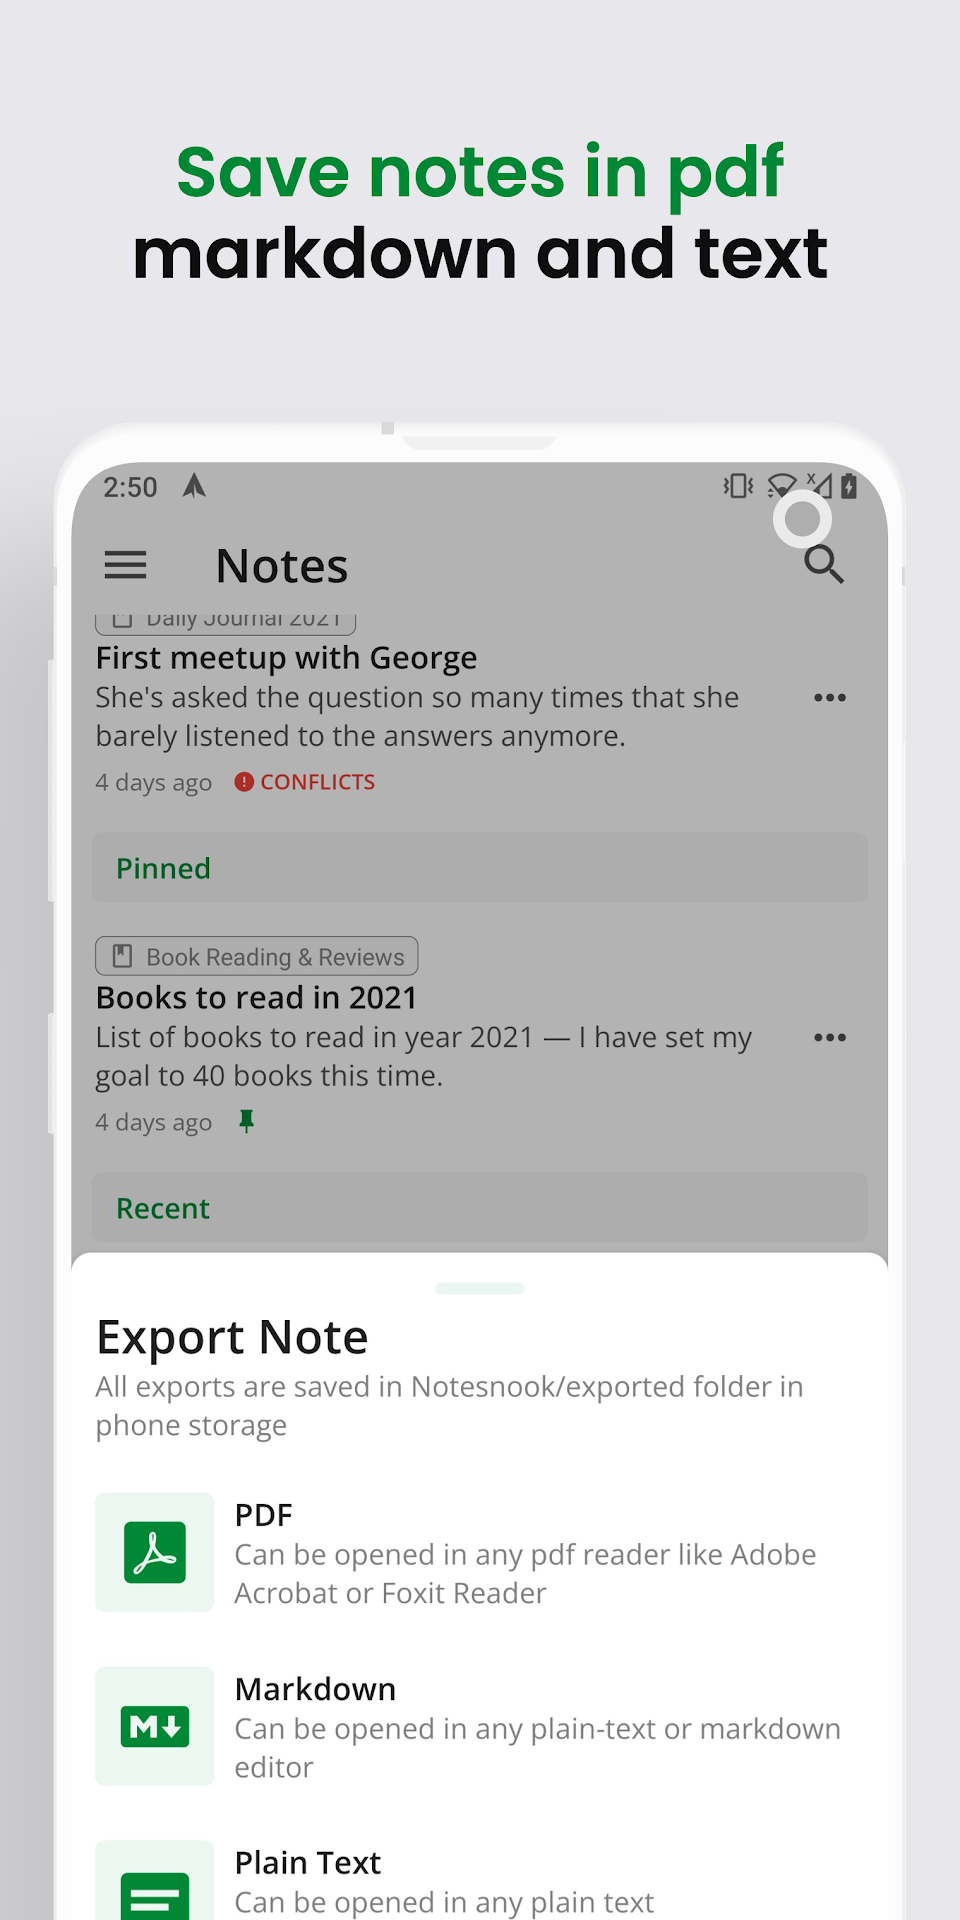 Save notes in pdf
markdown and text
2:50
Notes
Daily Journal 2021
First meetup with George
She's asked the question so many times that she
barely listened to the answers anymore.
4 days ago CONFLICTS
Pinned
Book Reading & Reviews
Books to read in 2021
List of books to read in year 2021 — I have set my
goal to 40 books this time.
4 days ago
Recent
Export Note
All exports are saved in Notesnook/exported folder in
phone storage
PDF
Can be opened in any pdf reader like Adobe
Acrobat or Foxit Reader
M
Markdown
Can be opened in any plain-text or markdown
editor
Plain Text
Can be opened in any plain text